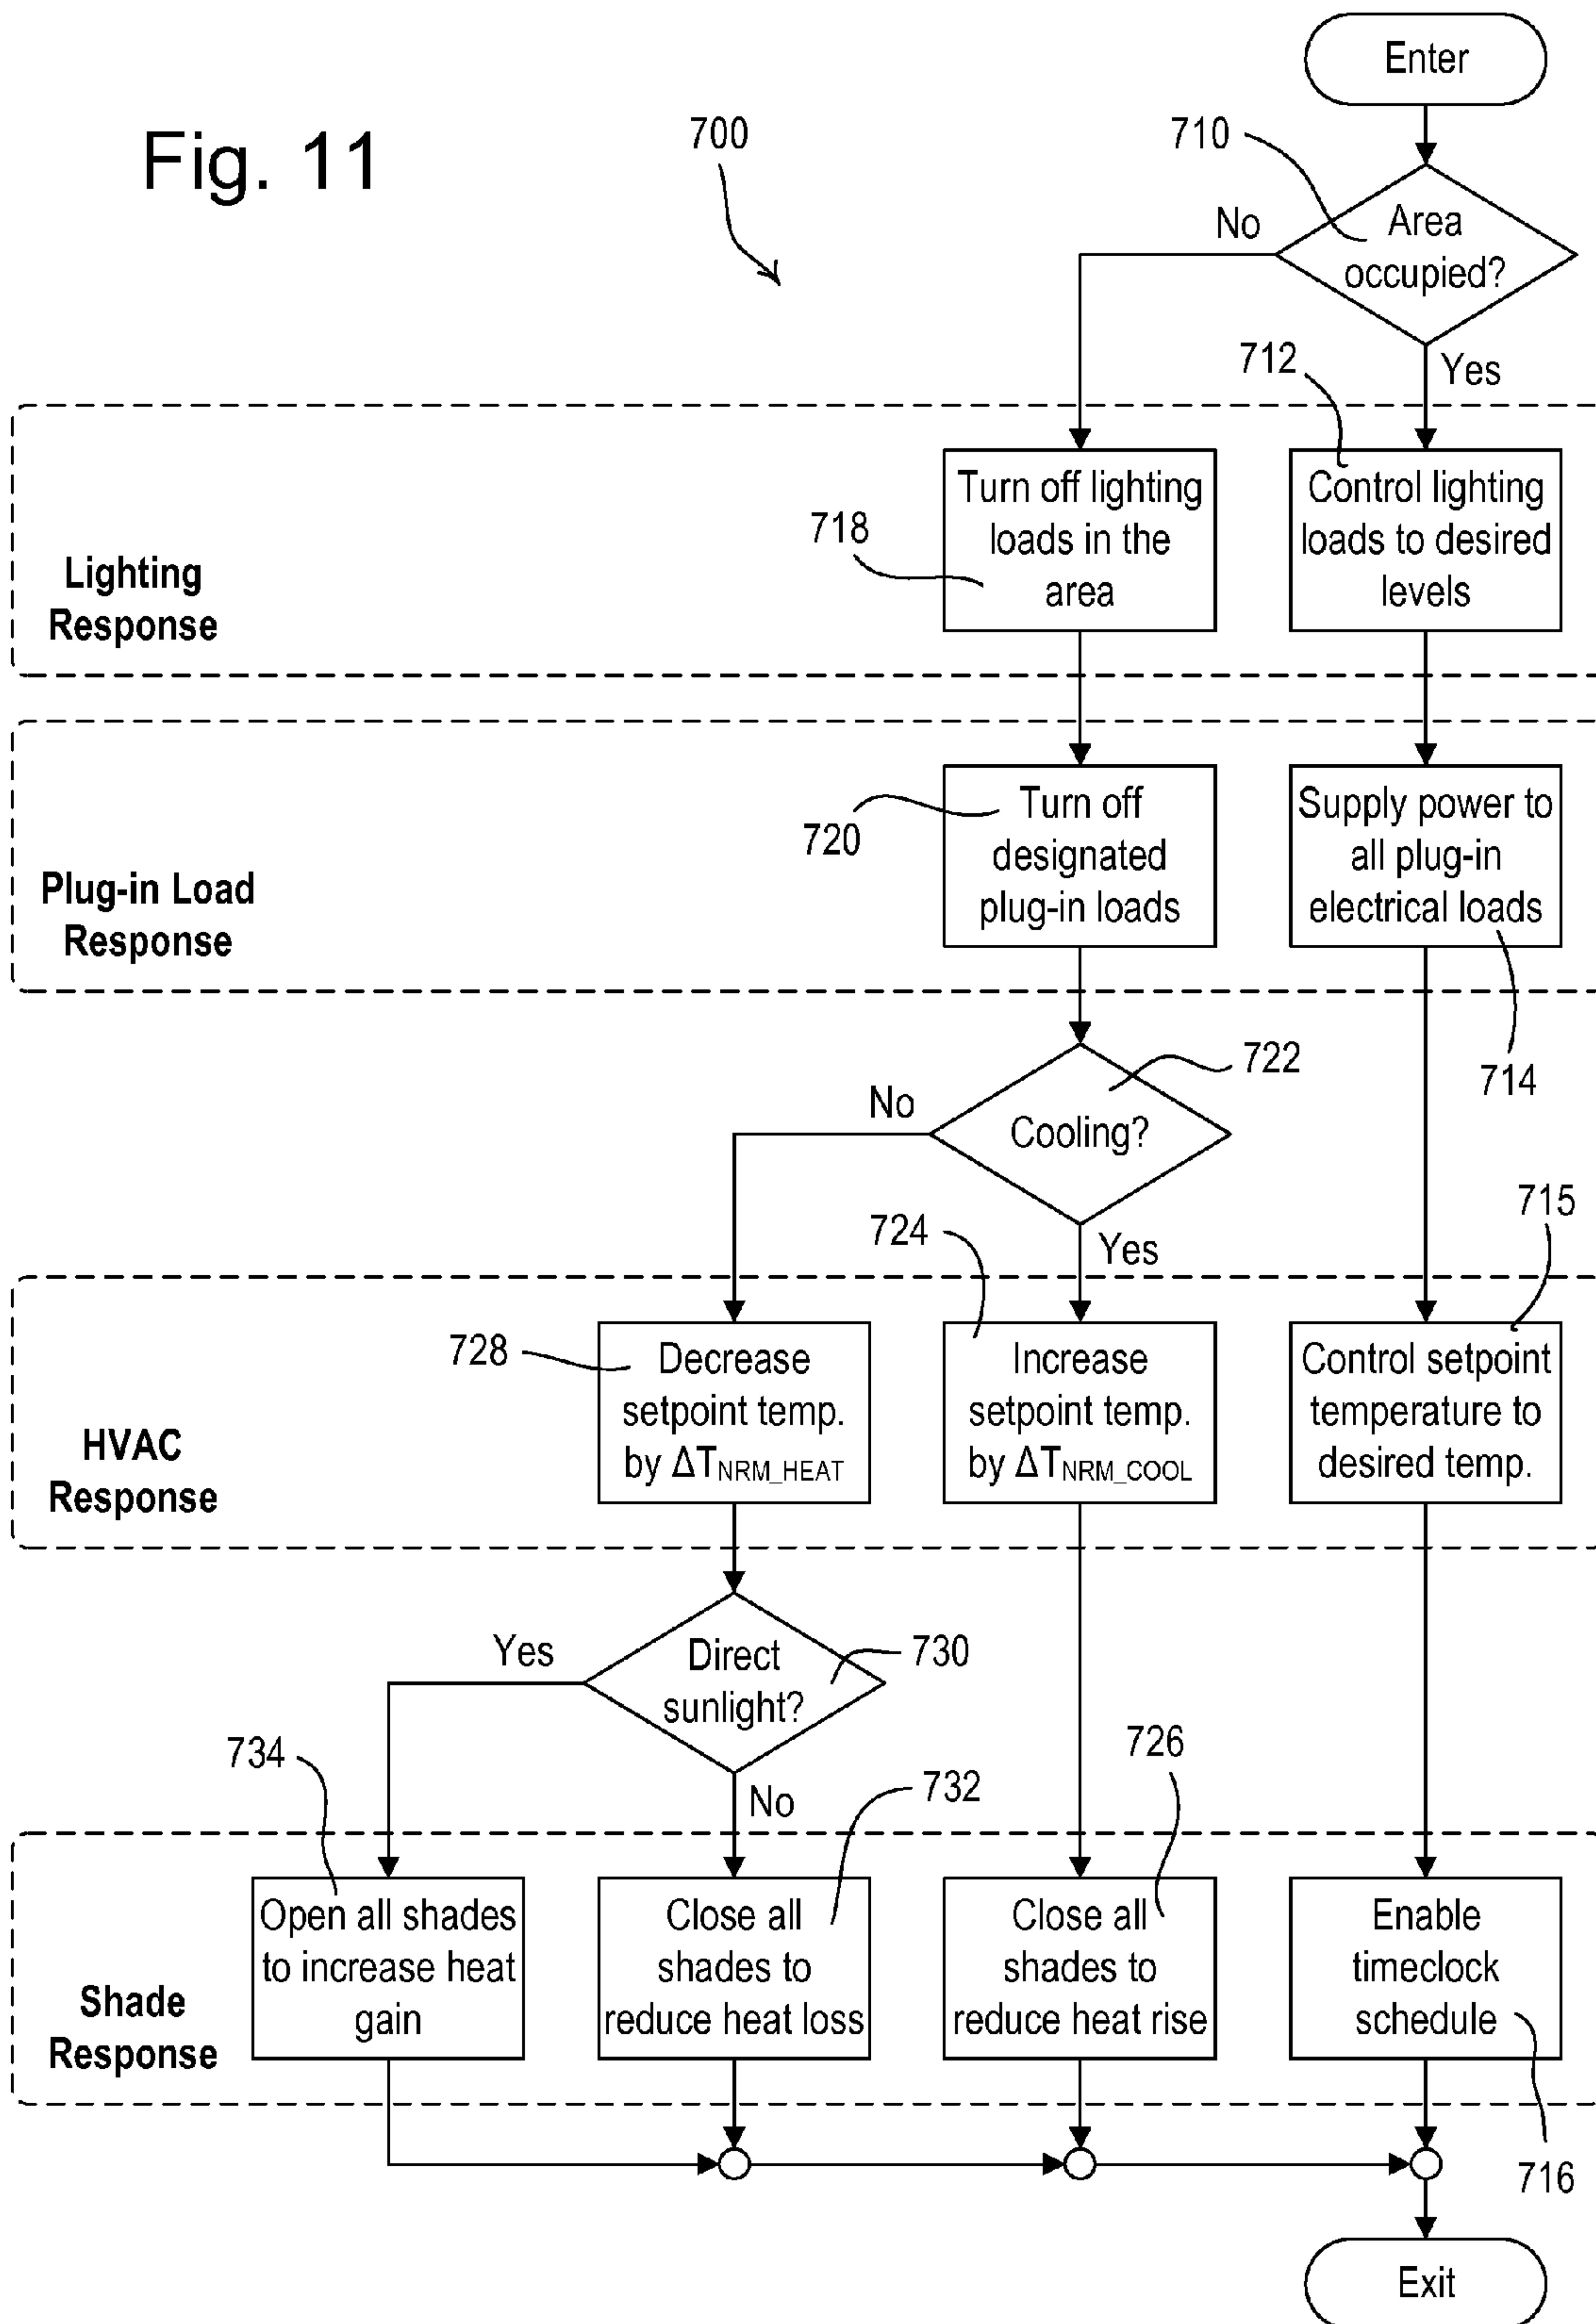 Fig. 11
700
Enter
710
Area
occupied?
No
Yes
712
Lighting
Response
718
Turn off lighting
loads in the
area
Control lighting
loads to desired
levels
Plug-in Load
Response
720
Turn off
designated
plug-in loads
Supply power to
all plug-in
electrical loads
714
722
Cooling?
No
Yes
724
715
HVAC
Response
728
Decrease
setpoint temp.
by ΔTNRM_HEAT
Increase
setpoint temp.
by ΔTNRM_COOL
Control setpoint
temperature to
desired temp.
Direct
sunlight?
730
Yes
No
734
732
726
Shade
Response
Open all shades
to increase heat
gain
Close all
shades to
reduce heat loss
Close all
shades to
reduce heat rise
Enable
timeclock
schedule
716
Exit